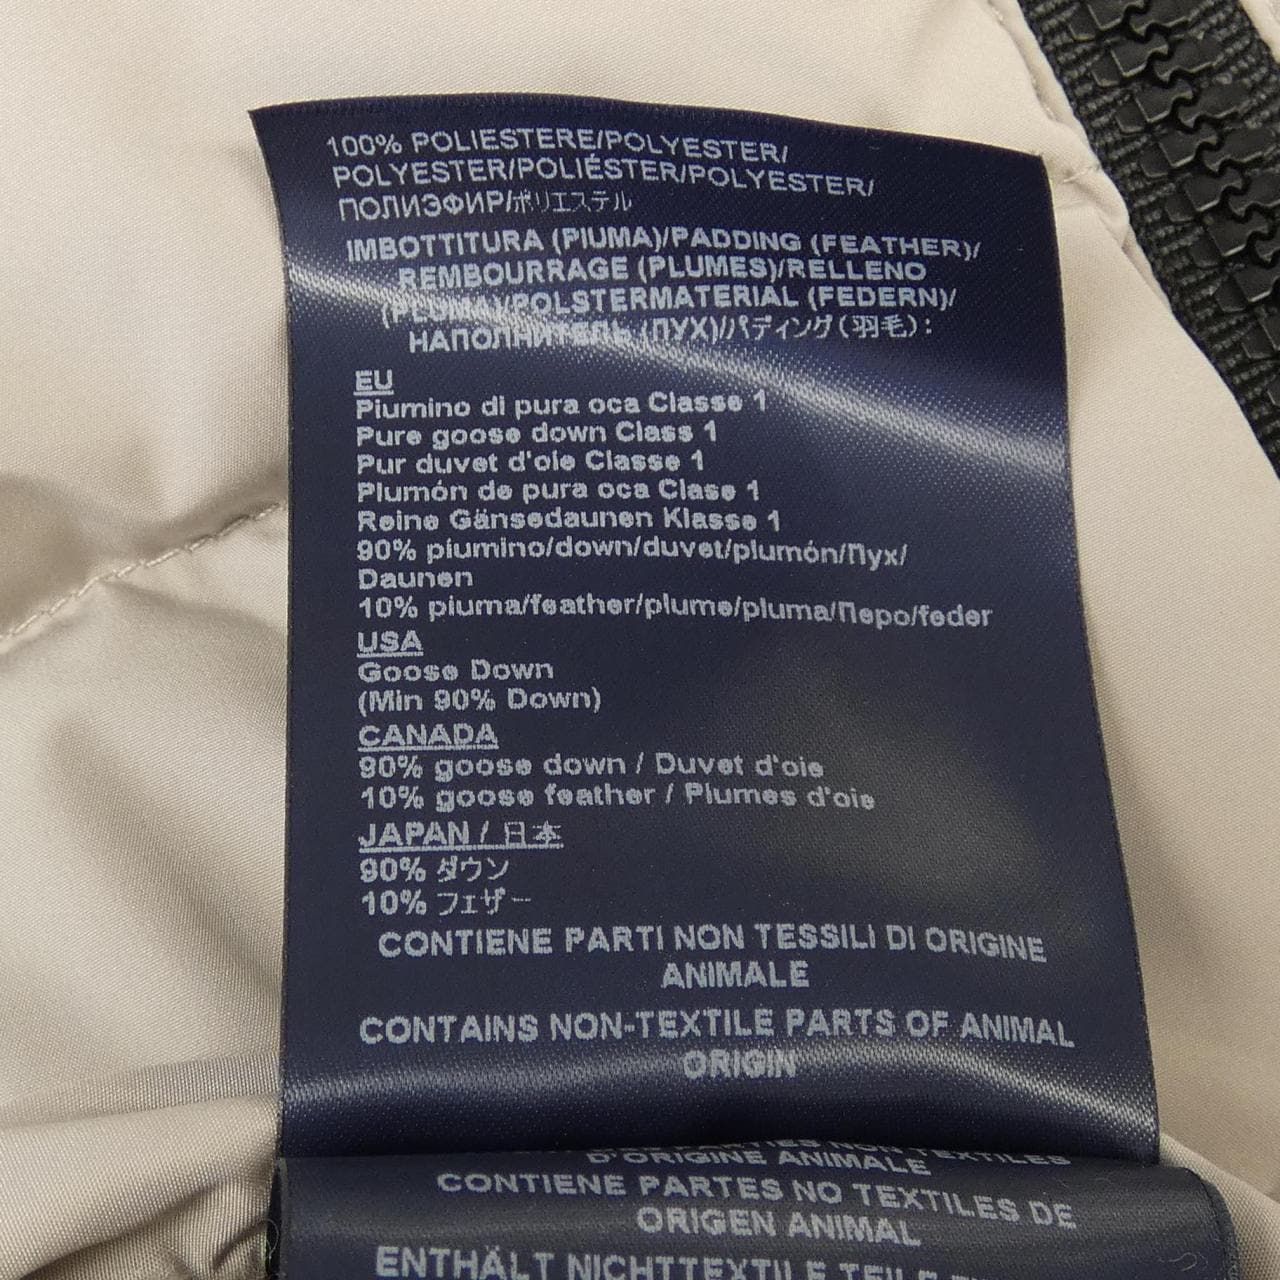 100% POLIESTERE/POLYESTER/
POLYESTER/POLIÉSTER/POLYESTER/
ПОЛИЭФИР/ポリエステル
IMBOTTITURA (PIUMA)/PADDING (FEATHER)/
REMBOURRAGE (PLUMES)/RELLENO
(PLUMA)/POLSTERMATERIAL (FEDERN)/
НАПОЛНИТЕЛЬ (ПУХ)/パディング(羽毛):
EU
Piumino di pura oca Classe 1
Pure goose down Class 1
Pur duvet d'oie Classe 1
Plumón de pura oca Clase 1
Reine Gänsedaunen Klasse 1
90% piumino/down/duvet/plumón/Пух/
Daunen
10% piuma/feather/plume/pluma/Перо/feder
USA
Goose Down
(Min 90% Down)
CANADA
90% goose down / Duvet d'oie
10% goose feather / Plumes d'oie
JAPAN / 日本
90% ダウン
10% フェザー
CONTIENE PARTI NON TESSILI DI ORIGINE
ANIMALE
CONTAINS NON-TEXTILE PARTS OF ANIMAL
ORIGIN
PARTIES NON TEXTILES
D'ORIGINE ANIMALE
CONTIENE PARTES NO TEXTILES DE
ORIGEN ANIMAL
ENTHÄLT NICHTTEXTILE TEILE